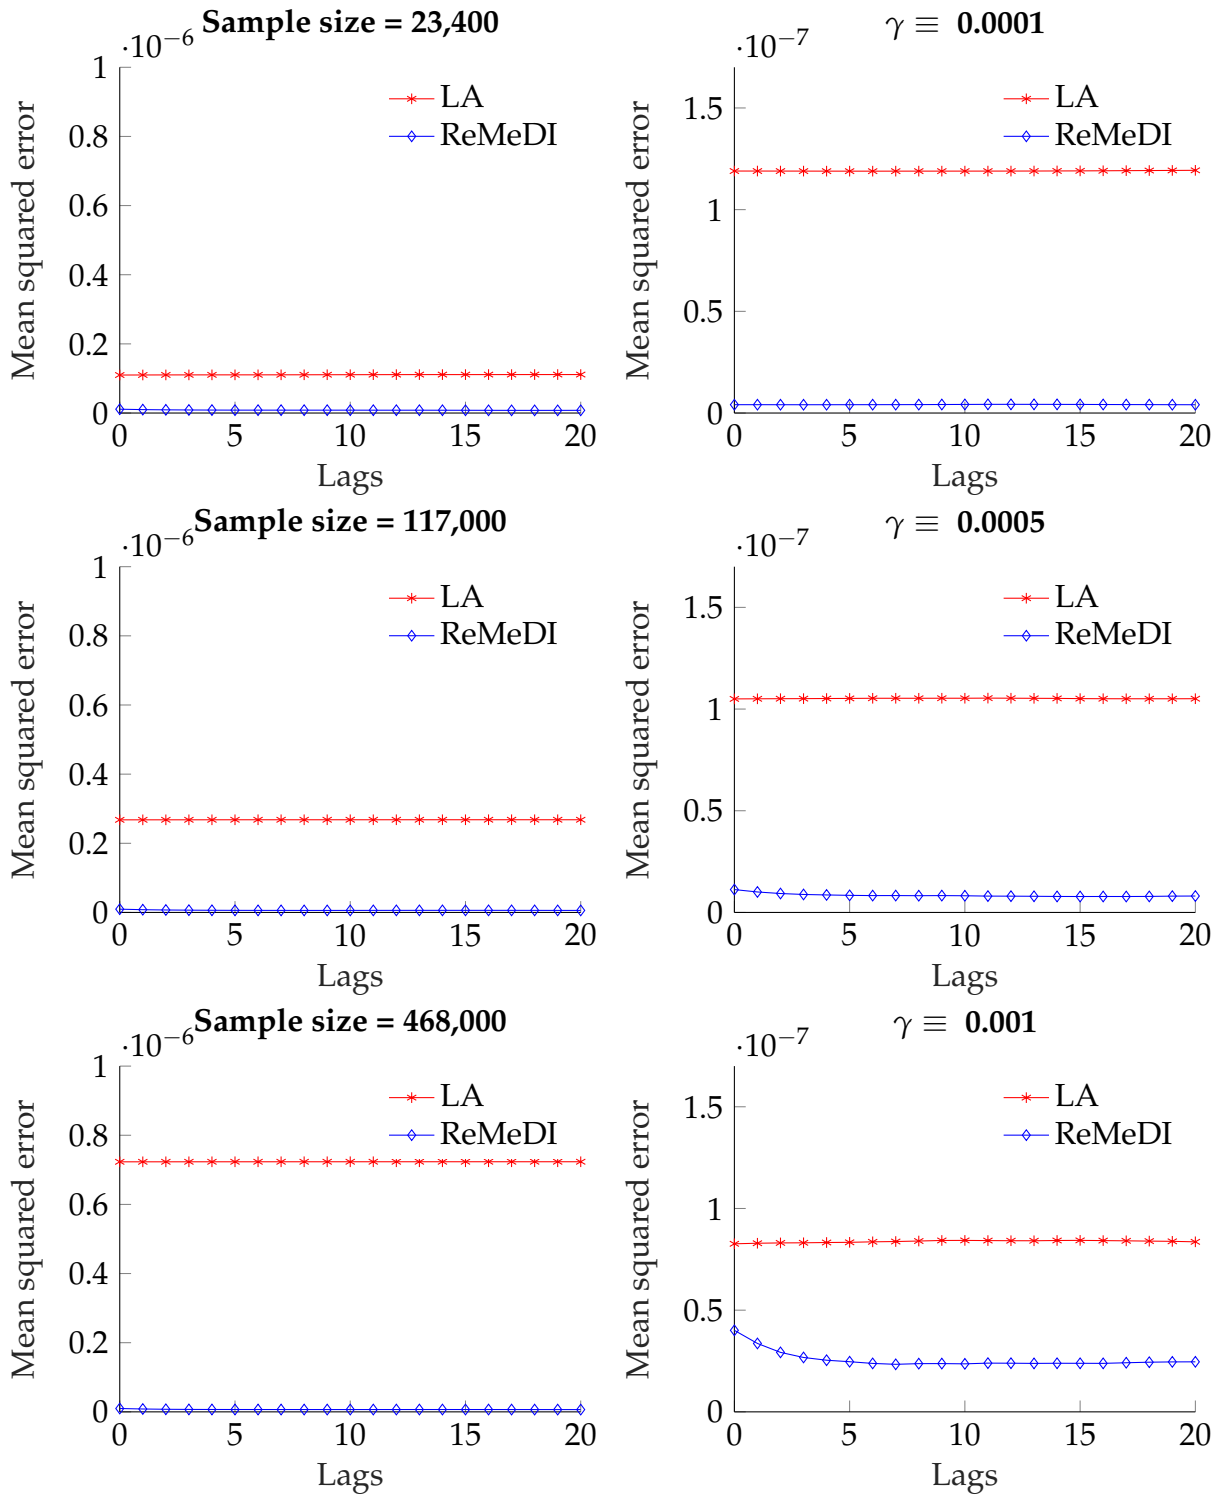 Sample size = 23,400
·10⁻⁶
1
0.8
0.6
0.4
0.2
0
0 5 10 15 20
Lags
Mean squared error
LA
ReMeDI
γ ≡ 0.0001
·10⁻⁷
1.5
1
0.5
0
0 5 10 15 20
Lags
Mean squared error
LA
ReMeDI
Sample size = 117,000
·10⁻⁶
1
0.8
0.6
0.4
0.2
0
0 5 10 15 20
Lags
Mean squared error
LA
ReMeDI
γ ≡ 0.0005
·10⁻⁷
1.5
1
0.5
0
0 5 10 15 20
Lags
Mean squared error
LA
ReMeDI
Sample size = 468,000
·10⁻⁶
1
0.8
0.6
0.4
0.2
0
0 5 10 15 20
Lags
Mean squared error
LA
ReMeDI
γ ≡ 0.001
·10⁻⁷
1.5
1
0.5
0
0 5 10 15 20
Lags
Mean squared error
LA
ReMeDI